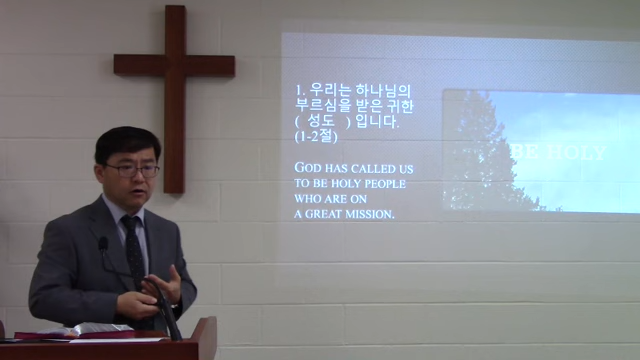 1. 우리는 하나님의
부르심을 받은 귀한
( 성도 ) 입니다.
(1-2절)
GOD HAS CALLED US
TO BE HOLY PEOPLE
WHO ARE ON
A GREAT MISSION.
BE HOLY